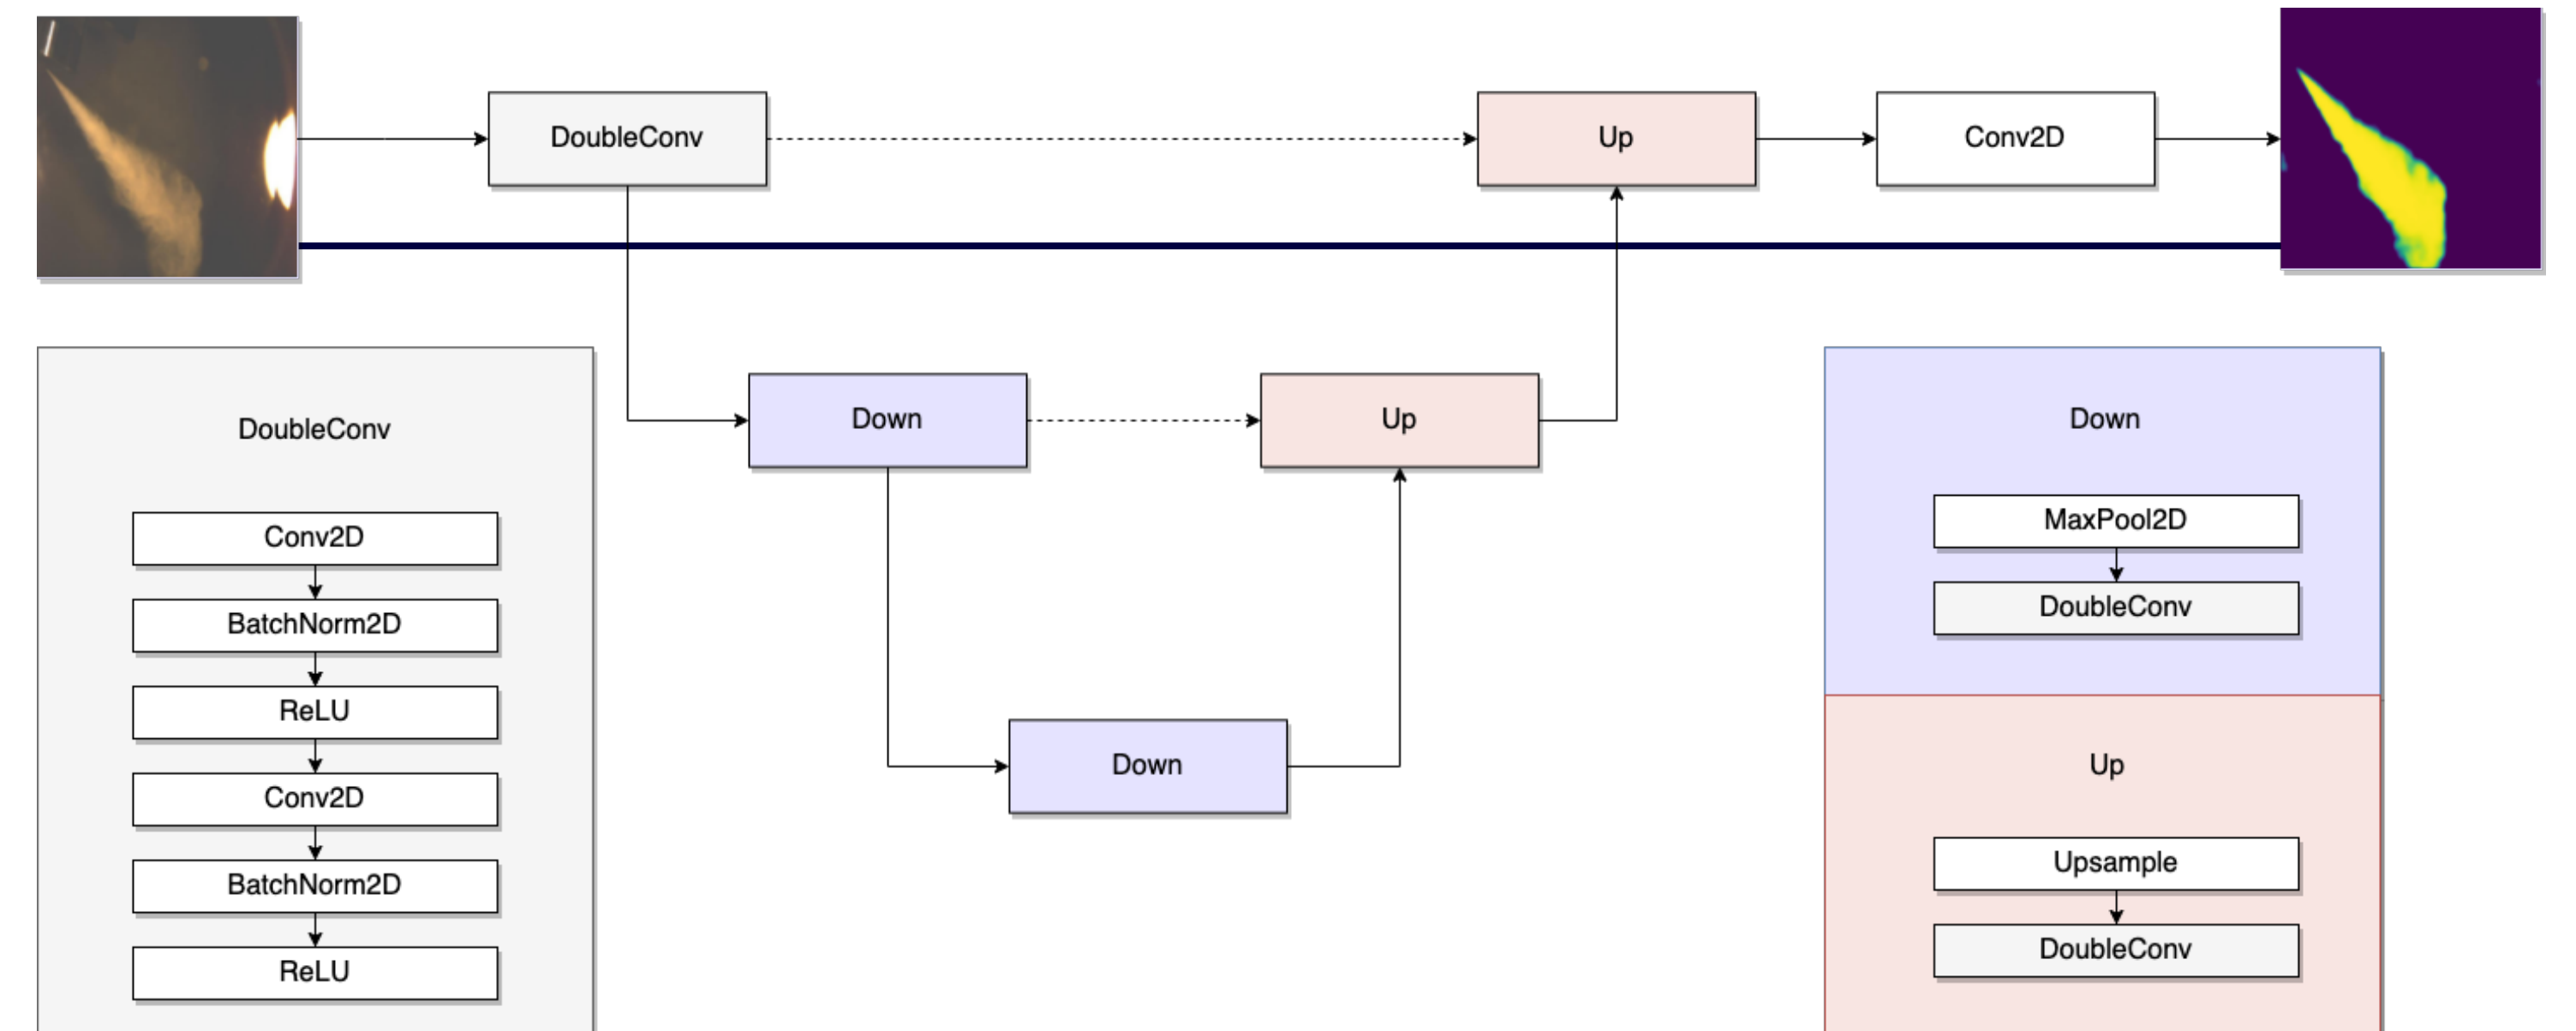 DoubleConv
Up
Conv2D
Down
Up
Down
DoubleConv
Conv2D
BatchNorm2D
ReLU
Conv2D
BatchNorm2D
ReLU
Down
MaxPool2D
DoubleConv
Up
Upsample
DoubleConv